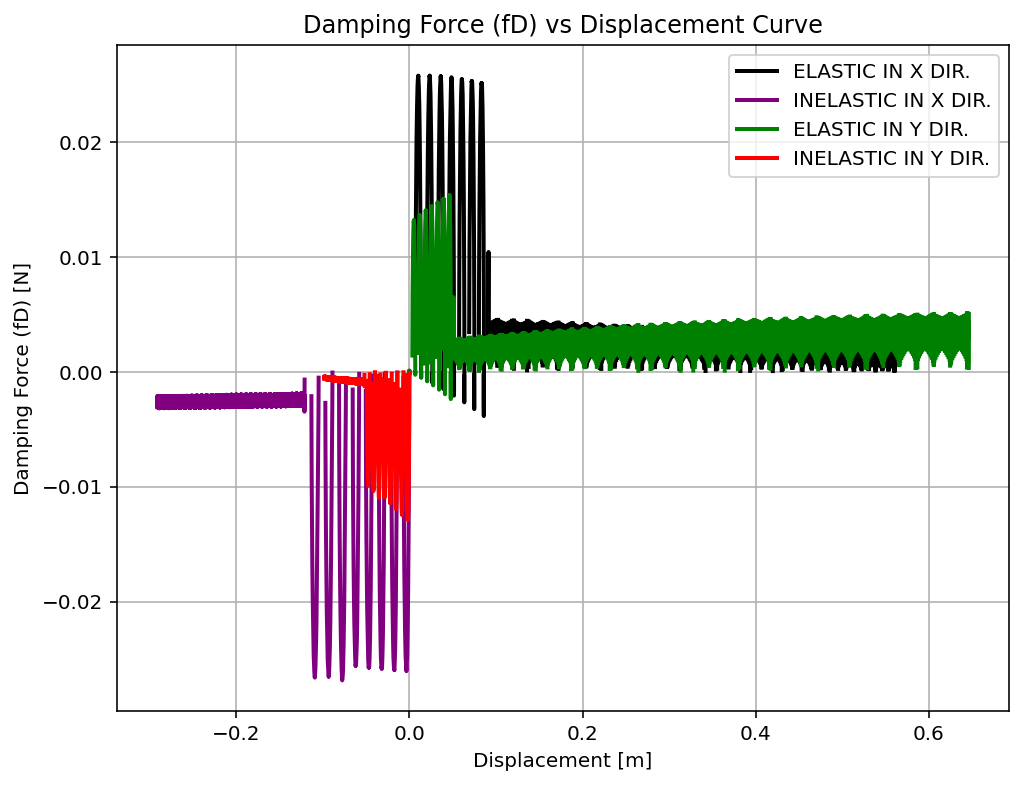 Damping Force (fD) vs Displacement Curve
ELASTIC IN X DIR.
INELASTIC IN X DIR.
ELASTIC IN Y DIR.
INELASTIC IN Y DIR.
Damping Force (fD) [N]
0.02
0.01
0.00
−0.01
−0.02
−0.2 0.0 0.2 0.4 0.6
Displacement [m]